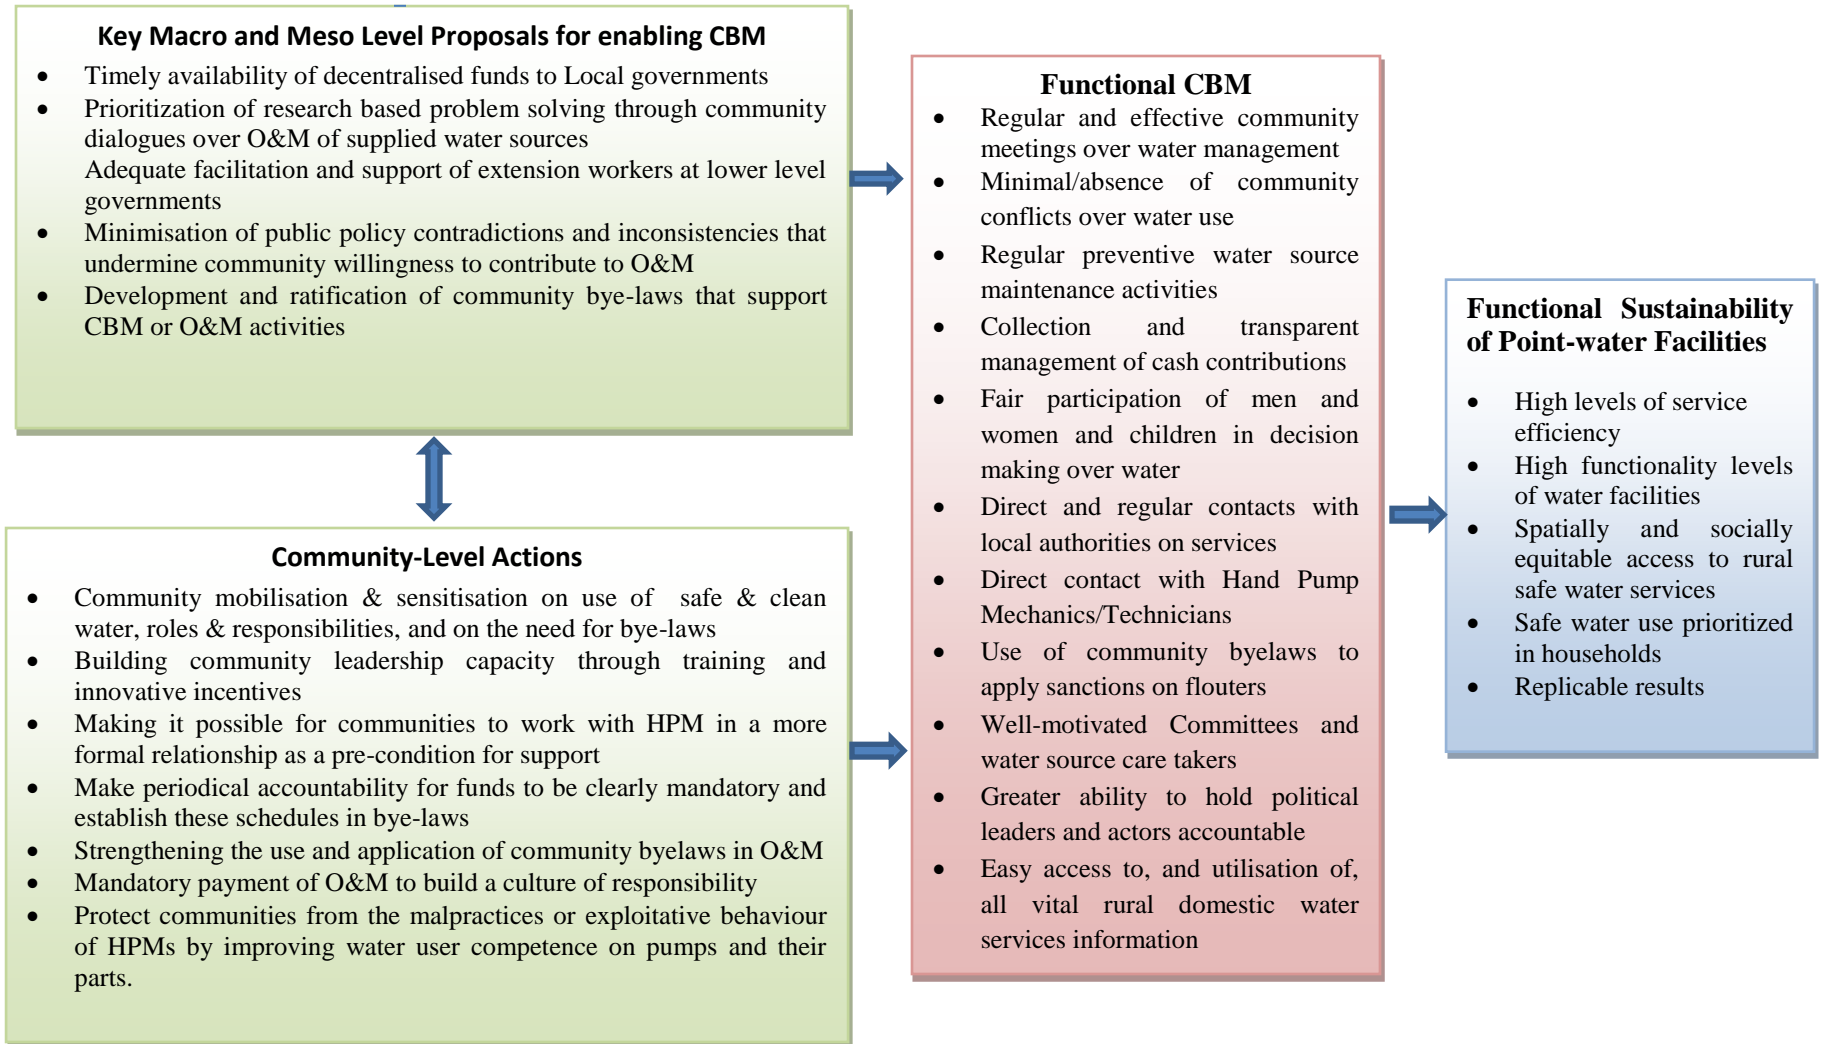 Key Macro and Meso Level Proposals for enabling CBM
• Timely availability of decentralised funds to Local governments
• Prioritization of research based problem solving through community
dialogues over O&M of supplied water sources
Adequate facilitation and support of extension workers at lower level
governments
• Minimisation of public policy contradictions and inconsistencies that
undermine community willingness to contribute to O&M
• Development and ratification of community bye-laws that support
CBM or O&M activities
Community-Level Actions
• Community mobilisation & sensitisation on use of safe & clean
water, roles & responsibilities, and on the need for bye-laws
• Building community leadership capacity through training and
innovative incentives
• Making it possible for communities to work with HPM in a more
formal relationship as a pre-condition for support
• Make periodical accountability for funds to be clearly mandatory and
establish these schedules in bye-laws
• Strengthening the use and application of community byelaws in O&M
• Mandatory payment of O&M to build a culture of responsibility
• Protect communities from the malpractices or exploitative behaviour
of HPMs by improving water user competence on pumps and their
parts.
Functional CBM
• Regular and effective community
meetings over water management
• Minimal/absence of community
conflicts over water use
• Regular preventive water source
maintenance activities
• Collection and transparent
management of cash contributions
• Fair participation of men and
women and children in decision
making over water
• Direct and regular contacts with
local authorities on services
• Direct contact with Hand Pump
Mechanics/Technicians
• Use of community byelaws to
apply sanctions on flouters
• Well-motivated Committees and
water source care takers
• Greater ability to hold political
leaders and actors accountable
• Easy access to, and utilisation of,
all vital rural domestic water
services information
Functional Sustainability
of Point-water Facilities
• High levels of service
efficiency
• High functionality levels
of water facilities
• Spatially and socially
equitable access to rural
safe water services
• Safe water use prioritized
in households
• Replicable results